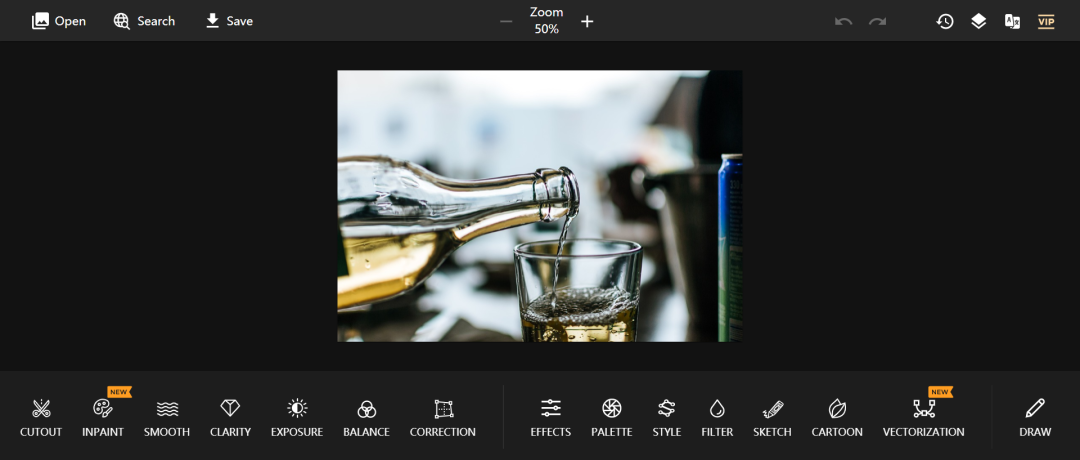 Open
Search
Save
Zoom
50%
VIP
NEW
NEW
CUTOUT
INPAINT
SMOOTH
CLARITY
EXPOSURE
BALANCE
CORRECTION
EFFECTS
PALETTE
STYLE
FILTER
SKETCH
CARTOON
VECTORIZATION
DRAW